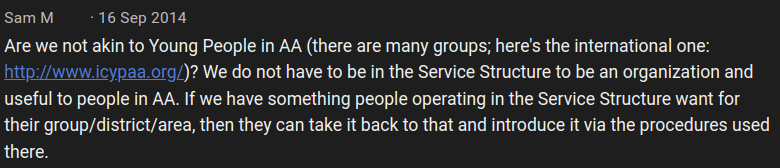 Sam M · 16 Sep 2014
Are we not akin to Young People in AA (there are many groups; here's the international one:
http://www.icypaa.org/)? We do not have to be in the Service Structure to be an organization and
useful to people in AA. If we have something people operating in the Service Structure want for
their group/district/area, then they can take it back to that and introduce it via the procedures used
there.